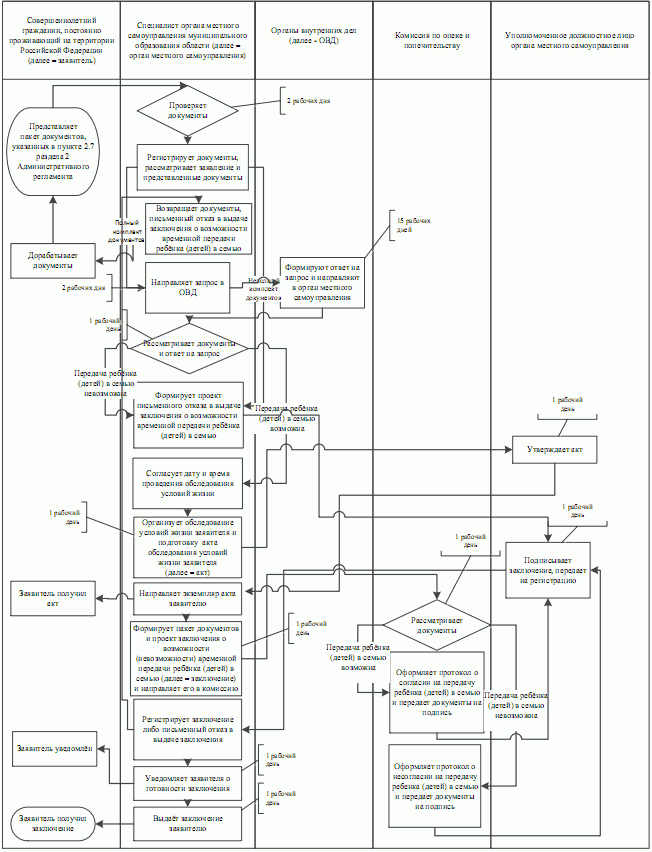 Совершеннолетний
гражданин, постоянно
проживающий на территории
Российской Федерации
(далее = заявитель)
Специалист органа местного
самоуправления муниципального
образования области (далее =
орган местного самоуправления)
Органы внутренних дел
(далее - ОВД)
Комиссия по опеке и
попечительству
Уполномоченное должностное лицо
органа местного самоуправления
Проверяет
документы
2 рабочих дня
Представляет
пакет документов,
указанных в пункте 2.7
раздела 2
Административного
регламента
Регистрирует документы,
рассматривает заявление и
представленные документы
Возвращает документы,
письменный отказ в выдаче
заключения о возможности
временной передачи
ребёнка (детей) в семью
Полный
комплект
документов
15 рабочих
дней
Дорабатывает
документы
2 рабочих дня
Направляет запрос в
ОВД
Неполный
комплект
документов
Формируют ответ на
запрос и направляют
в орган местного
самоуправления
1 рабочий
день
Рассматривает документы
и ответ на запрос
Передача ребёнка
(детей) в семью
невозможна
Формирует проект
письменного отказа в выдаче
заключения о возможности
временной передачи ребёнка
(детей) в семью
Передача ребёнка
(детей) в семью
возможна
1 рабочий
день
Утверждает акт
Согласует дату и время
проведения обследования
условий жизни
1 рабочий
день
Организует обследование
условий жизни заявителя и
подготовку акта
обследования условий
жизни заявителя
(далее = акт)
1 рабочий
день
1 рабочий
день
Подписывает
заключение, передает
на регистрацию
Заявитель получил
акт
Направляет экземпляр акта
заявителю
Формирует пакет документов
и проект заключения о
возможности
(невозможности) временной
передачи ребёнка (детей) в
семью (далее = заключение)
и направляет его в комиссию
1 рабочий
день
Рассматривает
документы
Передача ребёнка
(детей) в семью
возможна
Оформляет протокол о
согласии на передачу
ребёнка (детей) в семью
и передает документы на
подпись
Передача ребёнка
(детей) в семью
невозможна
Регистрирует заключение
либо письменный отказ в
выдаче заключения
Заявитель уведомлён
Уведомляет заявителя о
готовности заключения
1 рабочий
день
Оформляет протокол о
несогласии на передачу
ребенка (детей) в семью
и передает документы
на подпись
Заявитель получил
заключение
Выдаёт заключение
заявителю
1 рабочий
день